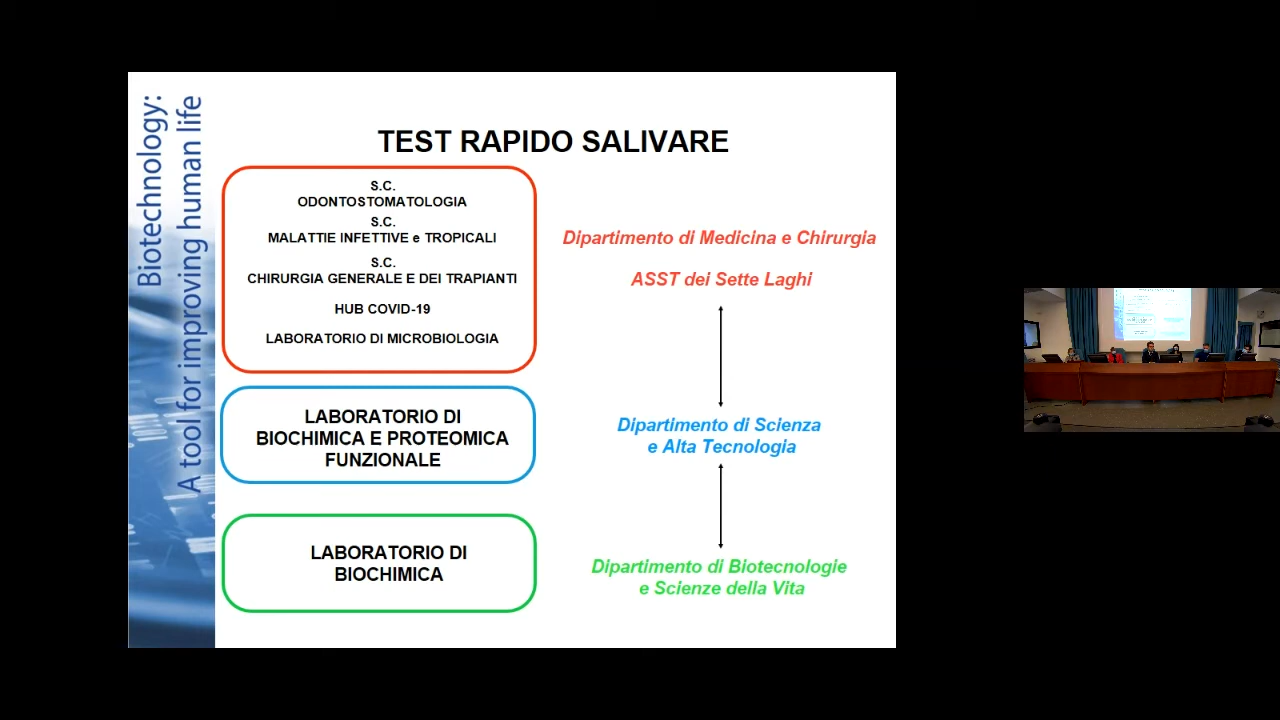 Biotechnology:
A tool for improving human life
TEST RAPIDO SALIVARE
S.C.
ODONTOSTOMATOLOGIA
S.C.
MALATTIE INFETTIVE e TROPICALI
S.C.
CHIRURGIA GENERALE E DEI TRAPIANTI
HUB COVID-19
LABORATORIO DI MICROBIOLOGIA
Dipartimento di Medicina e Chirurgia
ASST dei Sette Laghi
LABORATORIO DI
BIOCHIMICA E PROTEOMICA
FUNZIONALE
Dipartimento di Scienza
e Alta Tecnologia
LABORATORIO DI
BIOCHIMICA
Dipartimento di Biotecnologie
e Scienze della Vita